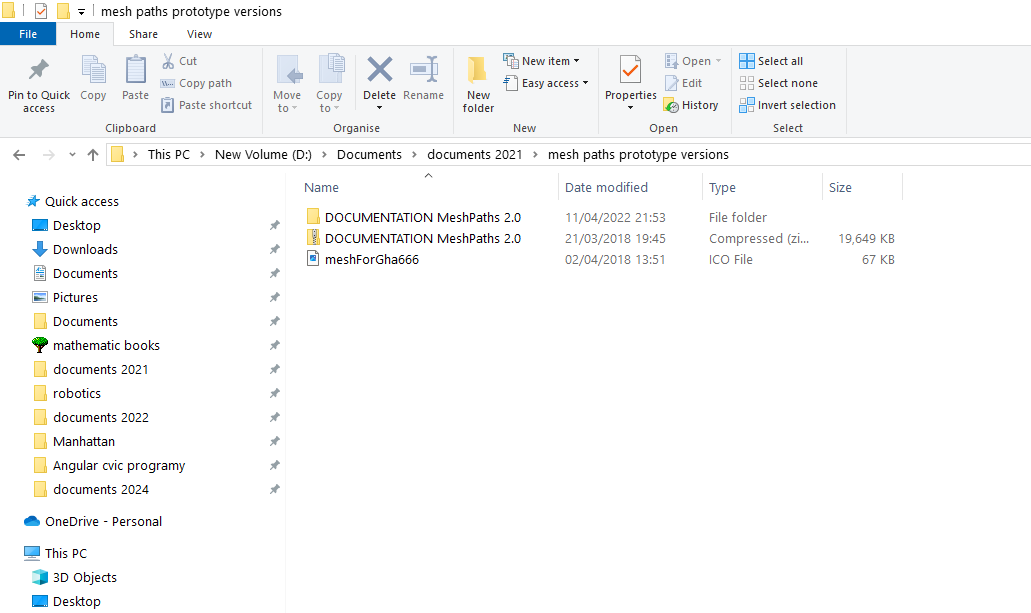 mesh paths prototype versions
File Home Share View
Pin to Quick access
Copy
Paste
Cut
Copy path
Paste shortcut
Clipboard
Move to
Copy to
Delete
Rename
Organise
New folder
New item
Easy access
New
Properties
Open
Edit
History
Open
Select all
Select none
Invert selection
Select
This PC > New Volume (D:) > Documents > documents 2021 > mesh paths prototype versions
Name Date modified Type Size
DOCUMENTATION MeshPaths 2.0 11/04/2022 21:53 File folder
DOCUMENTATION MeshPaths 2.0 21/03/2018 19:45 Compressed (zi... 19,649 KB
meshForGha666 02/04/2018 13:51 ICO File 67 KB
Quick access
Desktop
Downloads
Documents
Pictures
Documents
mathematic books
documents 2021
robotics
documents 2022
Manhattan
Angular cvic programy
documents 2024
OneDrive - Personal
This PC
3D Objects
Desktop